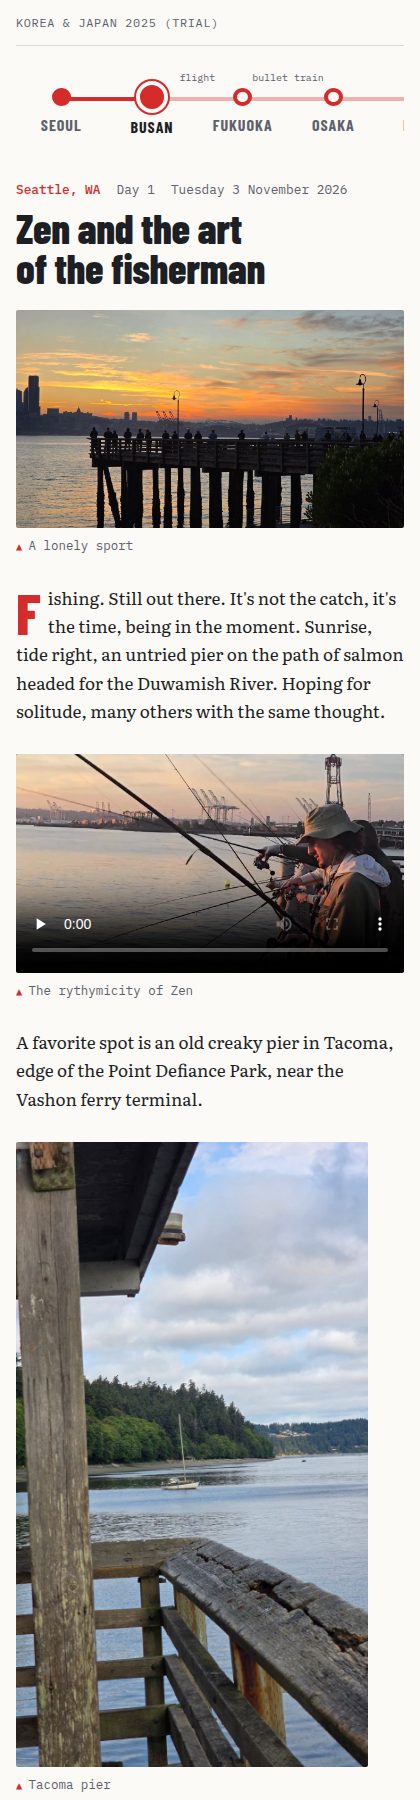 KOREA & JAPAN 2025 (TRIAL)
flight bullet train
SEOUL BUSAN FUKUOKA OSAKA
Seattle, WA Day 1 Tuesday 3 November 2026
Zen and the art
of the fisherman
▲ A lonely sport
Fishing. Still out there. It's not the catch, it's
the time, being in the moment. Sunrise,
tide right, an untried pier on the path of salmon
headed for the Duwamish River. Hoping for
solitude, many others with the same thought.
0:00
▲ The rythymicity of Zen
A favorite spot is an old creaky pier in Tacoma,
edge of the Point Defiance Park, near the
Vashon ferry terminal.
▲ Tacoma pier